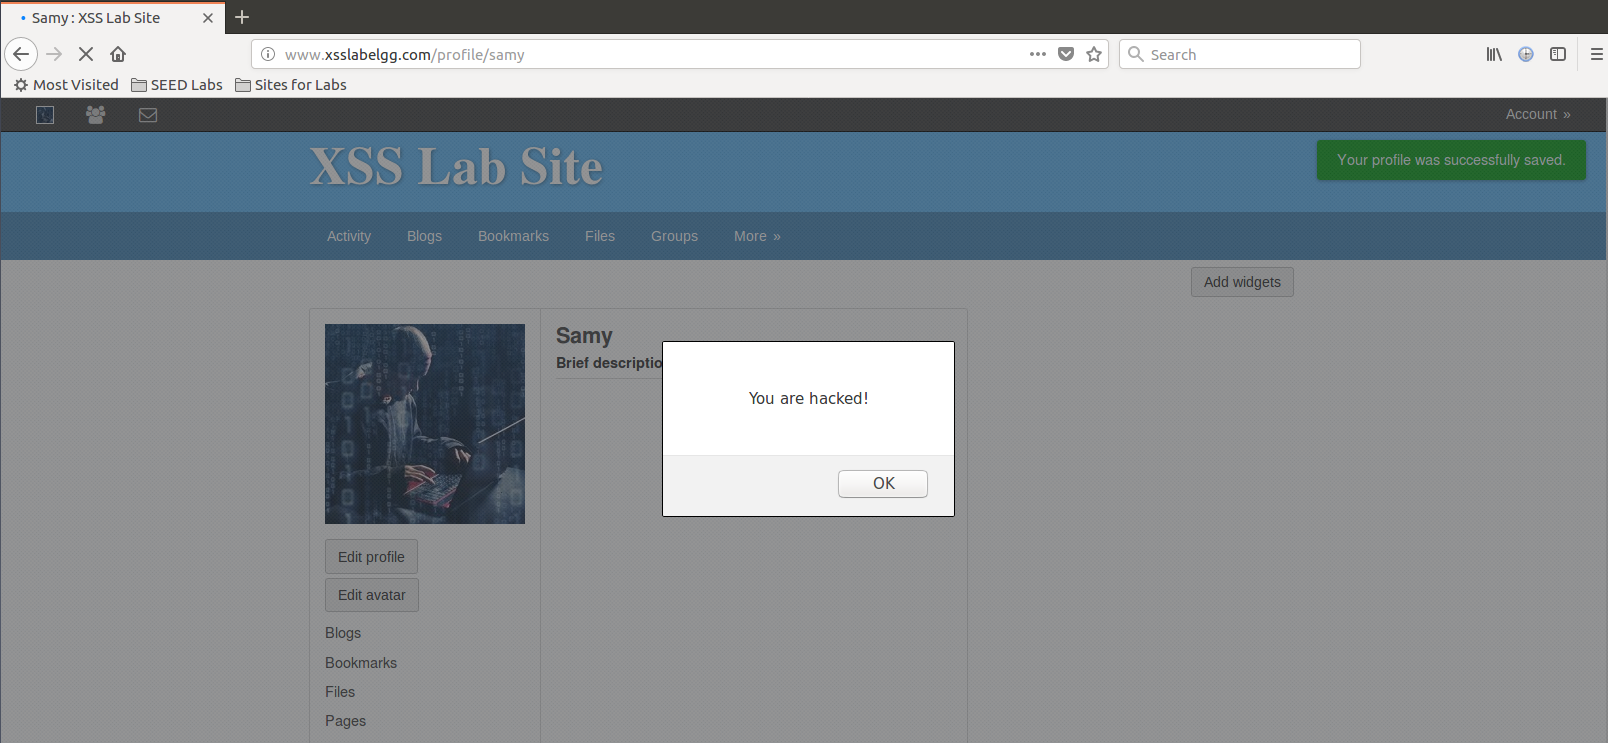 Samy : XSS Lab Site
www.xsslabelgg.com/profile/samy
Search
Most Visited
SEED Labs
Sites for Labs
Account »
XSS Lab Site
Your profile was successfully saved.
Activity
Blogs
Bookmarks
Files
Groups
More »
Add widgets
Samy
Brief descriptio
You are hacked!
OK
Edit profile
Edit avatar
Blogs
Bookmarks
Files
Pages